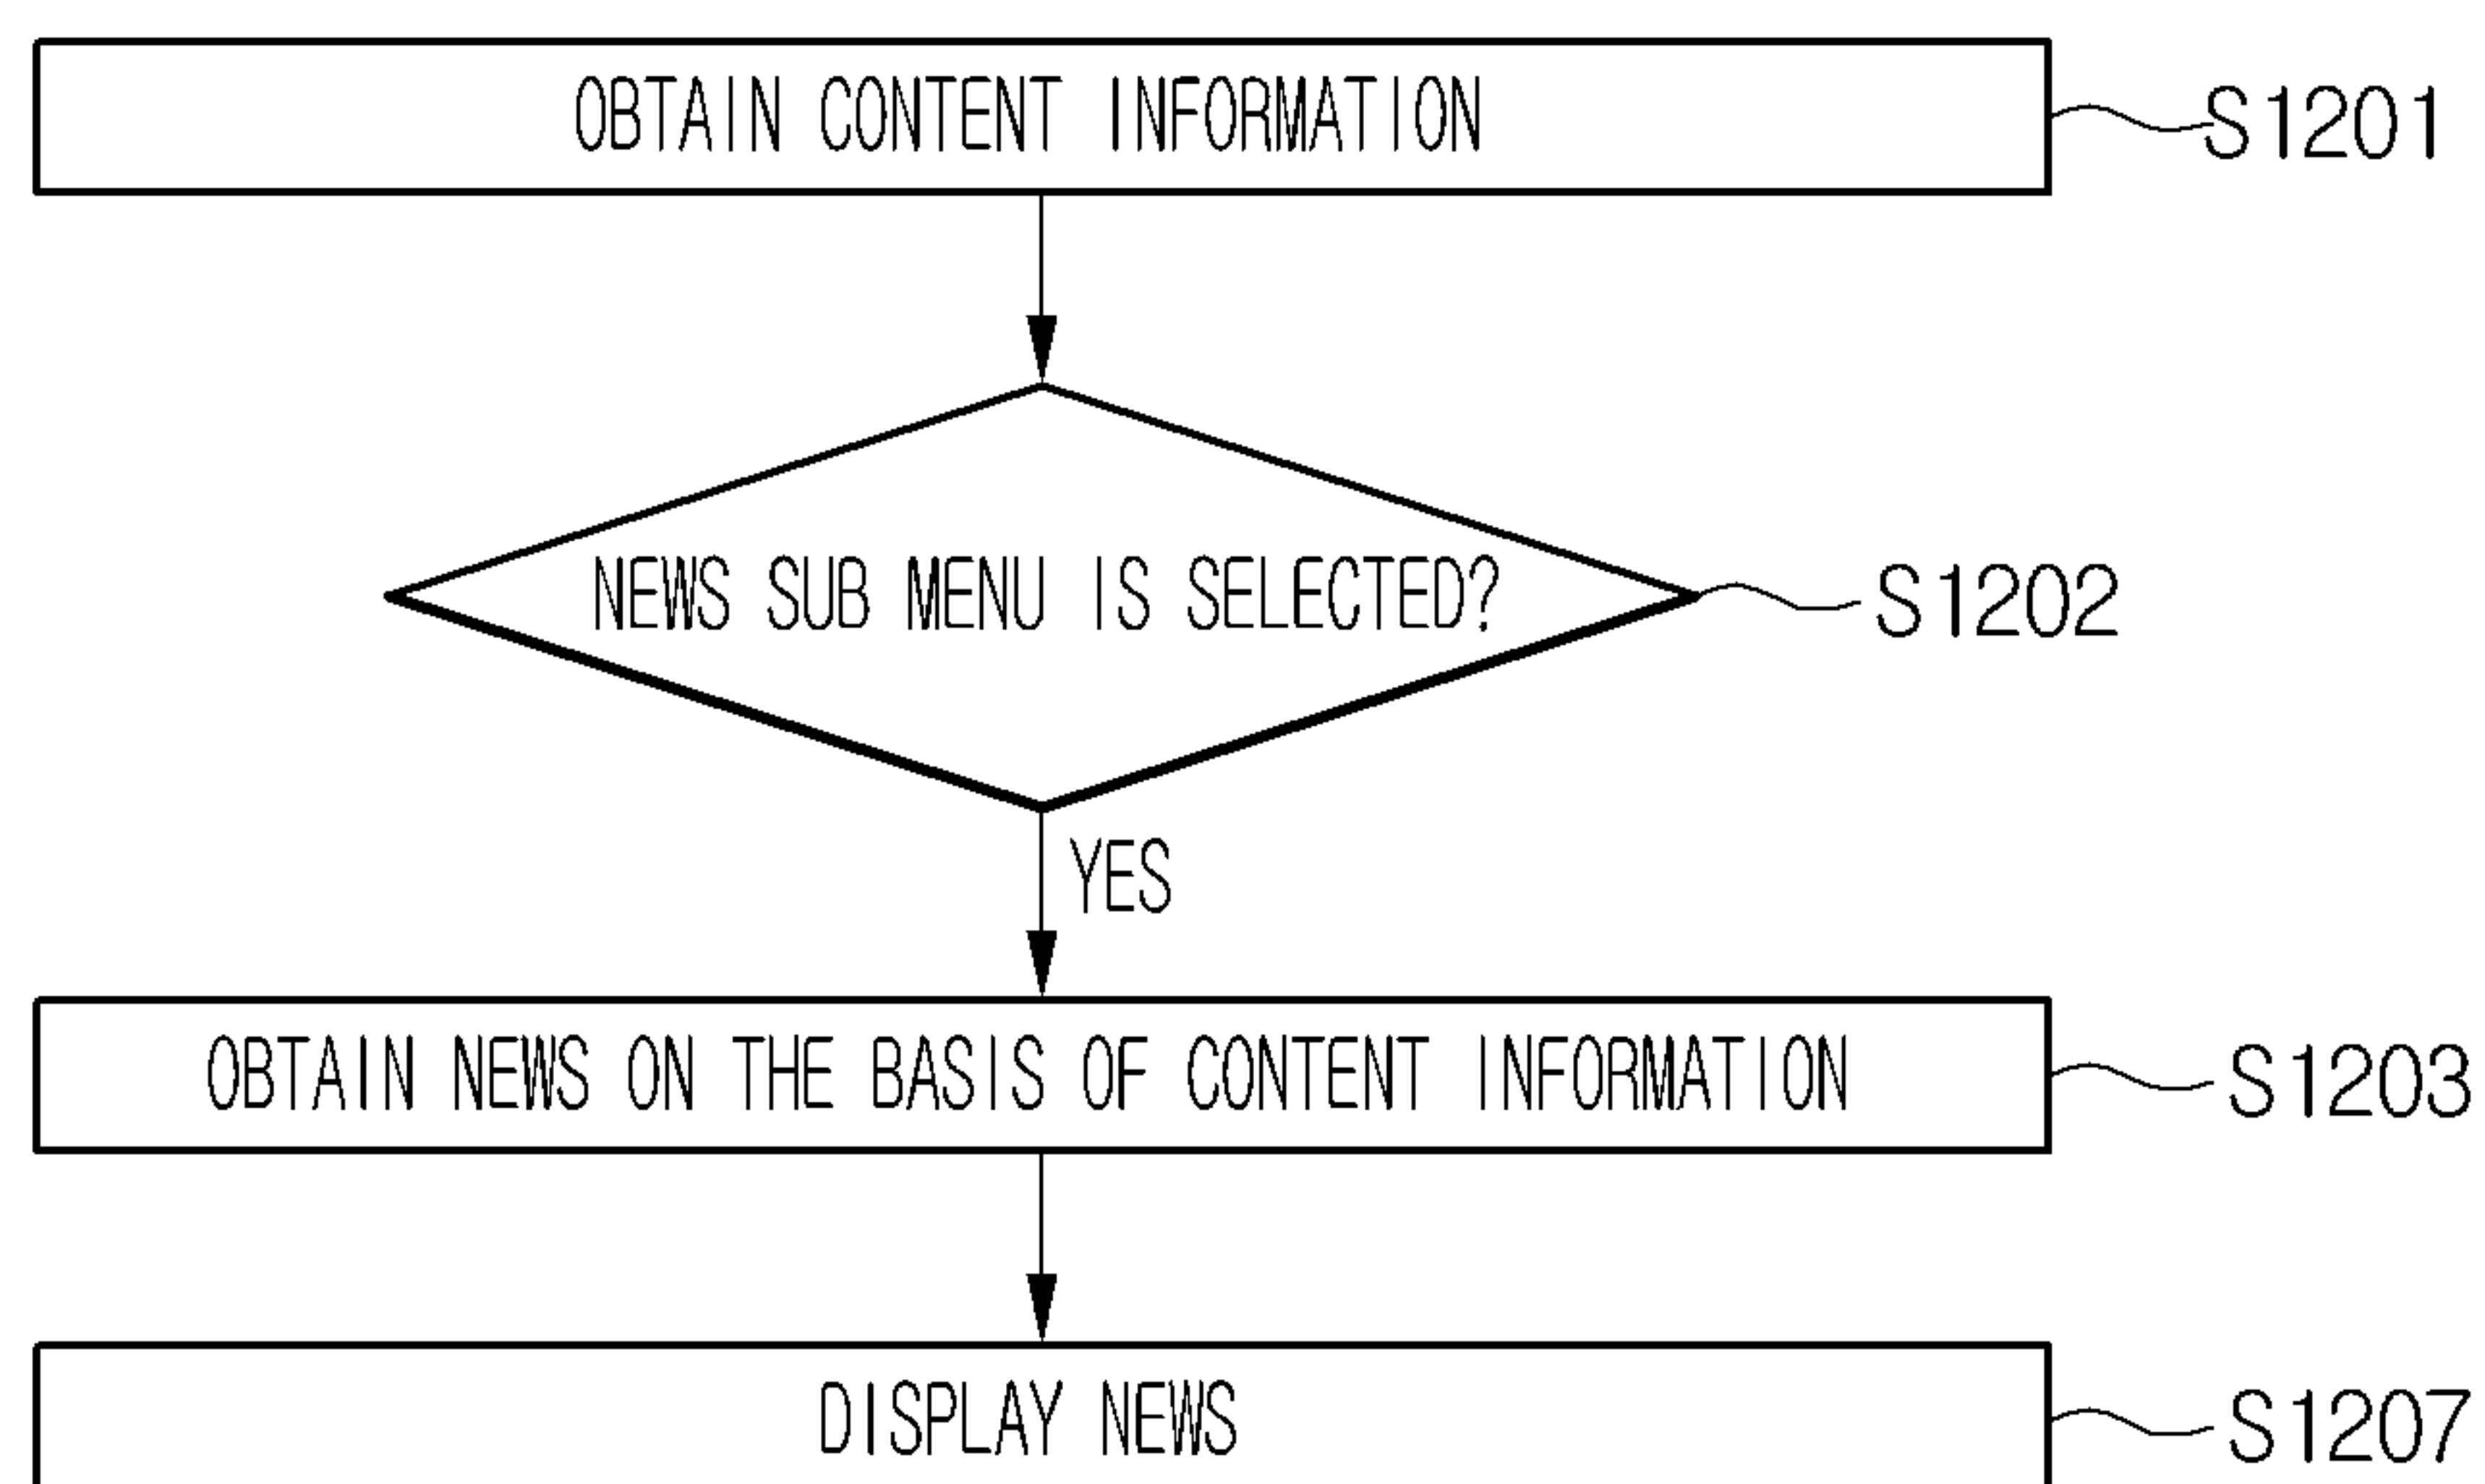 OBTAIN CONTENT INFORMATION
S1201
NEWS SUB MENU IS SELECTED?
S1202
YES
OBTAIN NEWS ON THE BASIS OF CONTENT INFORMATION
S1203
DISPLAY NEWS
S1207